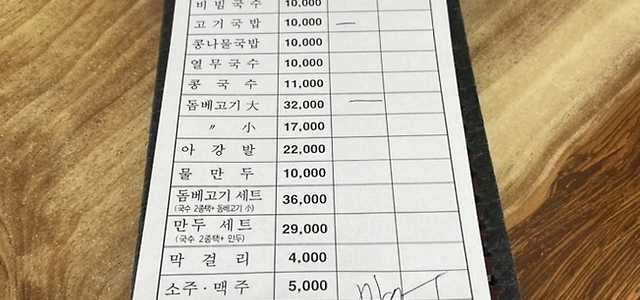 비빔국수 10,000
고기국밥 10,000 —
콩나물국밥 10,000
열무국수 10,000
콩국수 11,000
돔베고기 大 32,000 —
〃 小 17,000
아강발 22,000
물만두 10,000
돔베고기 세트 36,000
(국수 2종택+ 돔베고기 小)
만두 세트 29,000
(국수 2종택+ 만두)
막걸리 4,000
소주·맥주 5,000